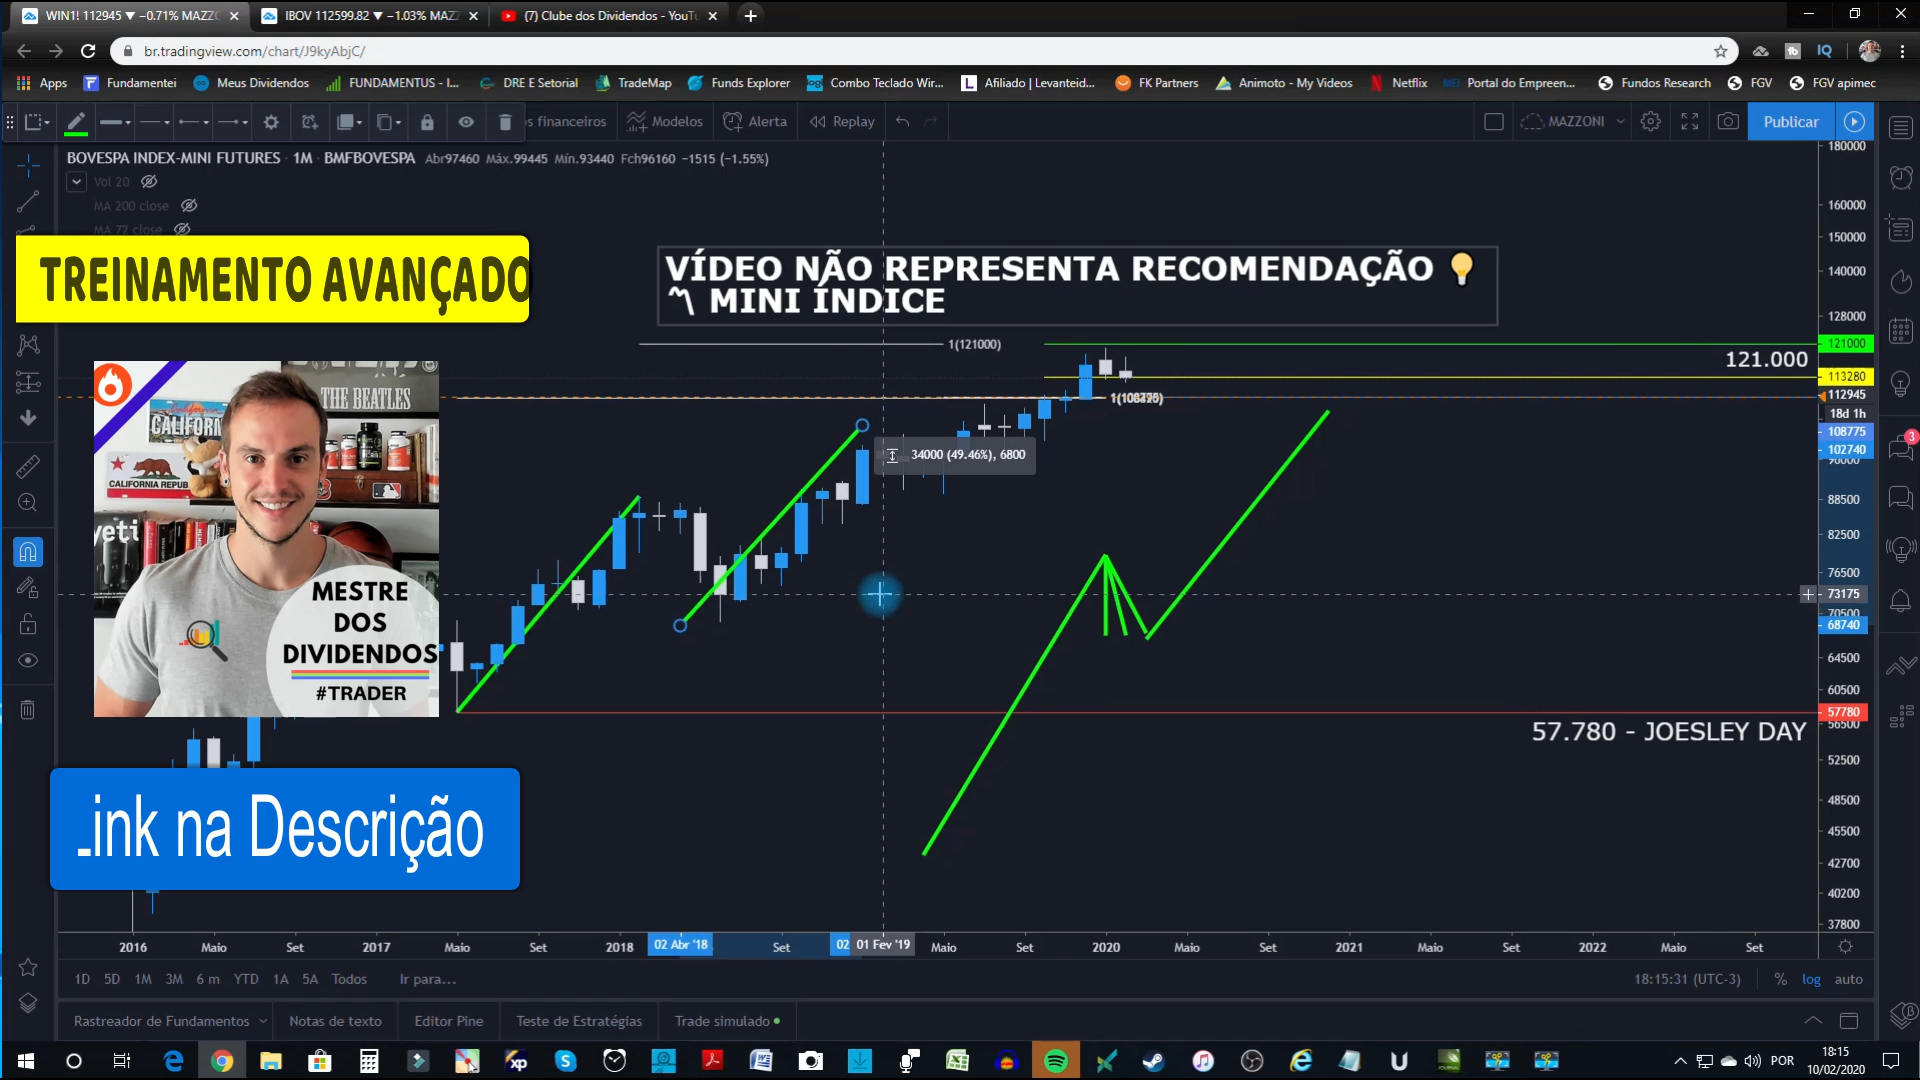 WIN1! 112945 ▼ −0.71% MAZZO
IBOV 112599.82 ▼ −1.03% MAZZ
(7) Clube dos Dividendos - YouTu
br.tradingview.com/chart/J9kyAbjC/
Apps
Fundamentei
Meus Dividendos
FUNDAMENTUS - I...
DRE E Setorial
TradeMap
Funds Explorer
Combo Teclado Wir...
Afiliado | Levanteid...
FK Partners
Animoto - My Videos
Netflix
Portal do Empreen...
Fundos Research
FGV
FGV apimec
s financeiros
Modelos
Alerta
Replay
MAZZONI
Publicar
BOVESPA INDEX-MINI FUTURES · 1M · BMFBOVESPA Abr97460 Máx.99445 Mín.93440 Fch96160 −1515 (−1.55%)
Vol 20
MA 200 close
MA 72 close
TREINAMENTO AVANÇADO
VÍDEO NÃO REPRESENTA RECOMENDAÇÃO
MINI ÍNDICE
THE BEATLES
CALIFORNIA REPUB
MESTRE
DOS
DIVIDENDOS
#TRADER
Link na Descrição
1(121000)
34000 (49.46%), 6800
121.000
57.780 - JOESLEY DAY
180000
160000
150000
140000
128000
121000
113280
112945
18d 1h
108775
102740
96000
88500
82500
76500
73175
70500
68740
64500
60500
57780
56500
52500
48500
45500
42700
40200
37800
3
2016
Maio
Set
2017
Maio
Set
2018
02 Abr '18
Set
02
01 Fev '19
Maio
Set
2020
Maio
Set
2021
Maio
Set
2022
Maio
Set
1D 5D 1M 3M 6 m YTD 1A 5A Todos Ir para...
18:15:31 (UTC-3) % log auto
Rastreador de Fundamentos
Notas de texto
Editor Pine
Teste de Estratégias
Trade simulado
POR
18:15
10/02/2020